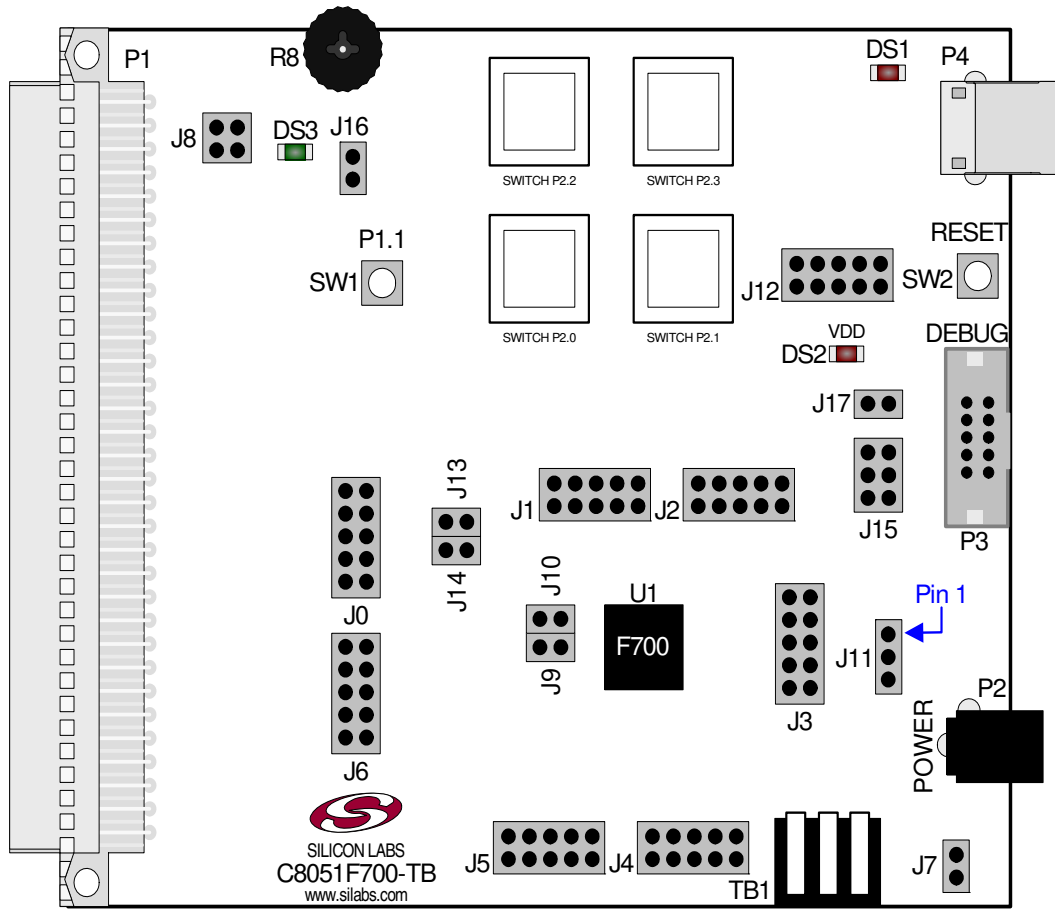 P1
R8
DS1
P4
J8
DS3
J16
SWITCH P2.2
SWITCH P2.3
P1.1
RESET
SW1
J12
SW2
SWITCH P2.0
SWITCH P2.1
VDD
DS2
DEBUG
J17
J13
J1
J2
J15
P3
J14
J10
U1
Pin 1
J0
F700
J11
J9
P2
J3
POWER
J6
SILICON LABS
C8051F700-TB
www.silabs.com
J5
J4
TB1
J7